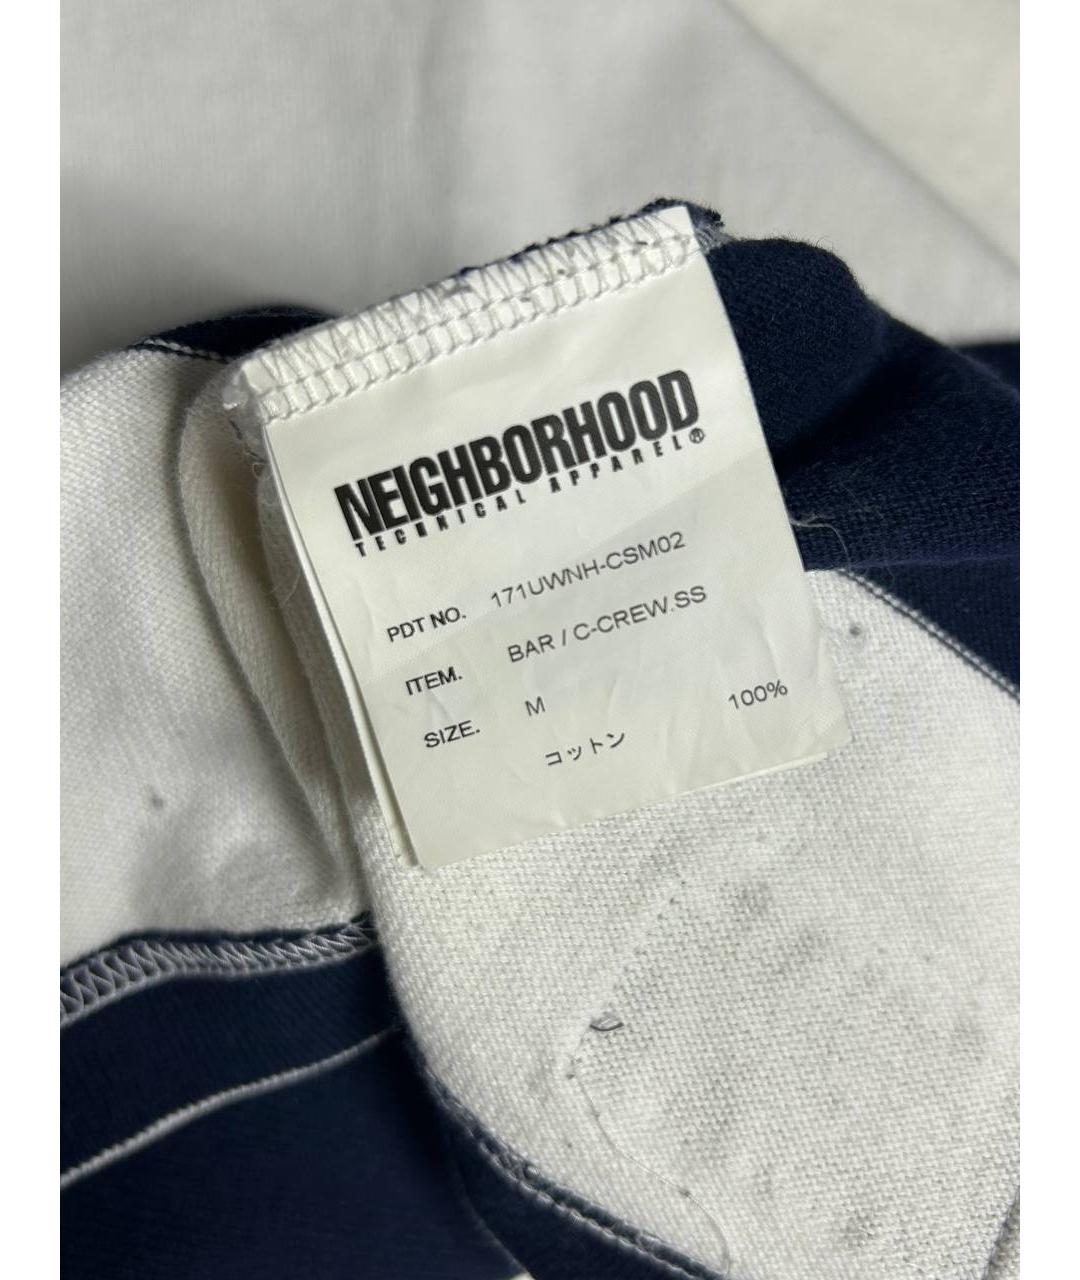 NEIGHBORHOOD
TECHNICAL APPAREL®
PDT NO. 171UWNH-CSM02
ITEM. BAR / C-CREW.SS
SIZE. M
コットン 100%